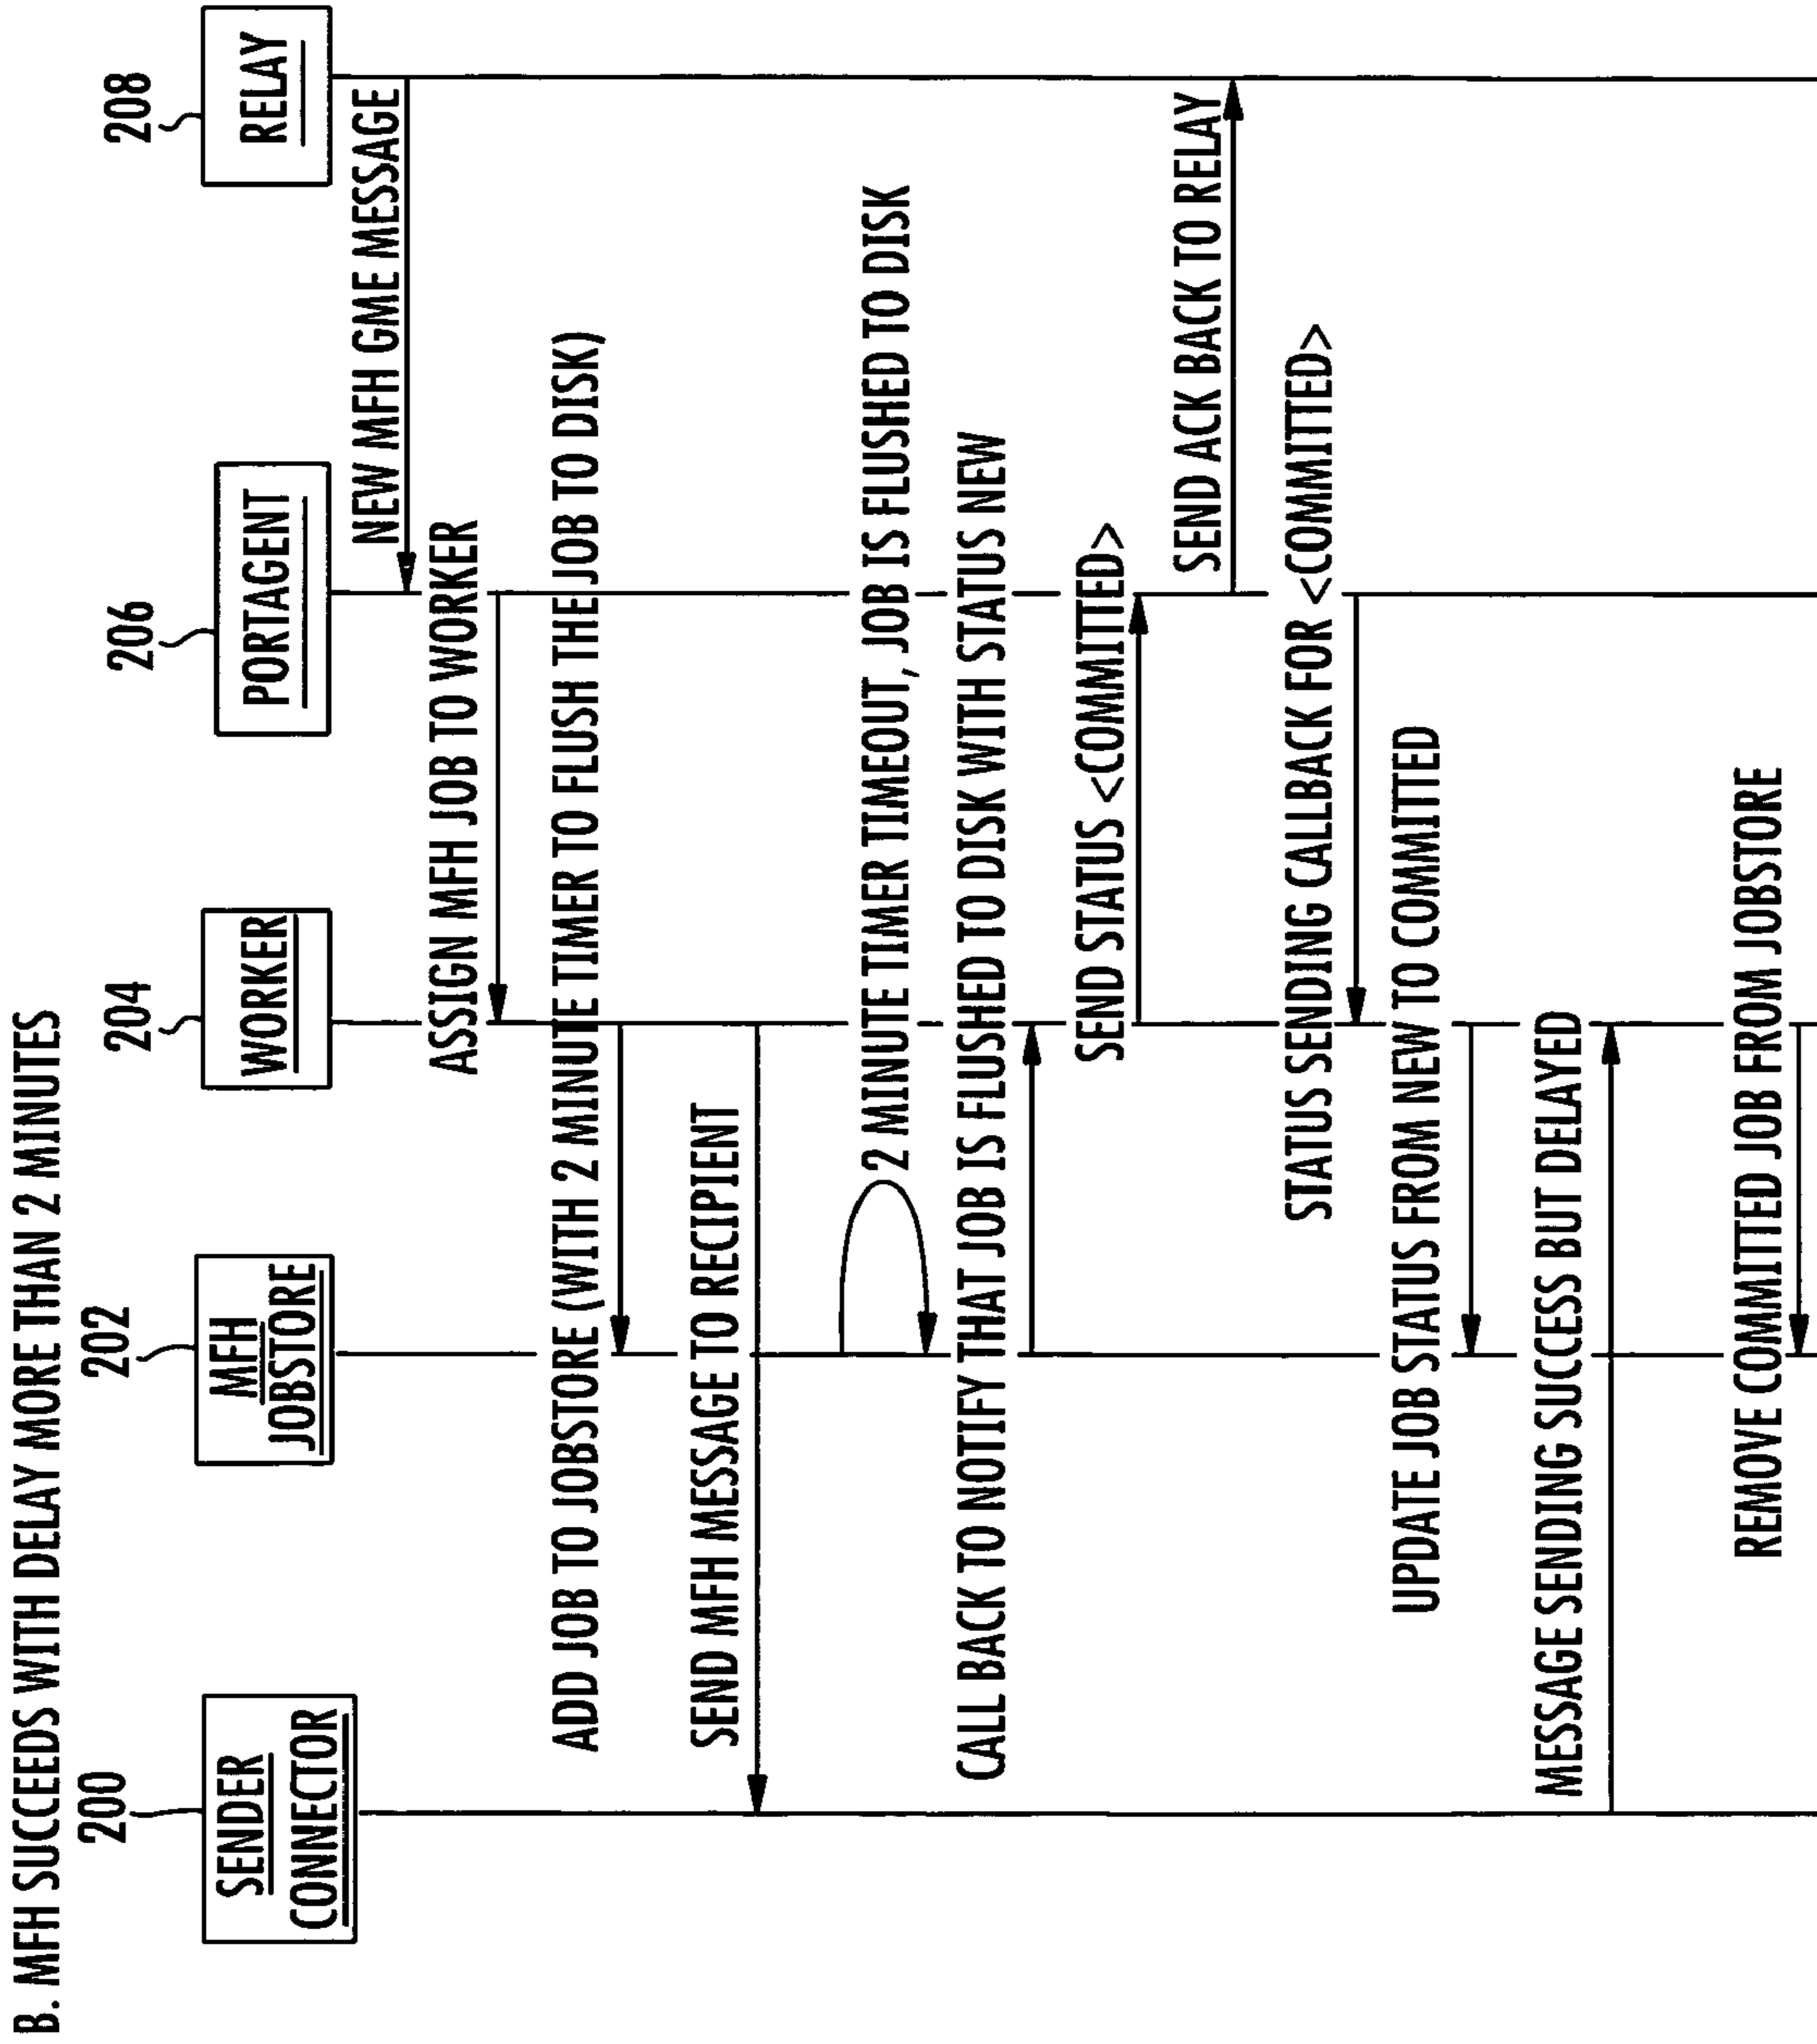 B. MFH SUCCEEDS WITH DELAY MORE THAN 2 MINUTES
200
202
204
206
208
SENDER
CONNECTOR
MFH
JOBSTORE
WORKER
PORTAGENT
RELAY
NEW MFH GME MESSAGE
ASSIGN MFH JOB TO WORKER
ADD JOB TO JOBSTORE (WITH 2 MINUTE TIMER TO FLUSH THE JOB TO DISK)
SEND MFH MESSAGE TO RECIPIENT
2 MINUTE TIMER TIMEOUT, JOB IS FLUSHED TO DISK
CALL BACK TO NOTIFY THAT JOB IS FLUSHED TO DISK WITH STATUS NEW
SEND STATUS <COMMITTED>
SEND ACK BACK TO RELAY
STATUS SENDING CALLBACK FOR <COMMITTED>
UPDATE JOB STATUS FROM NEW TO COMMITTED
MESSAGE SENDING SUCCESS BUT DELAYED
REMOVE COMMITTED JOB FROM JOBSTORE